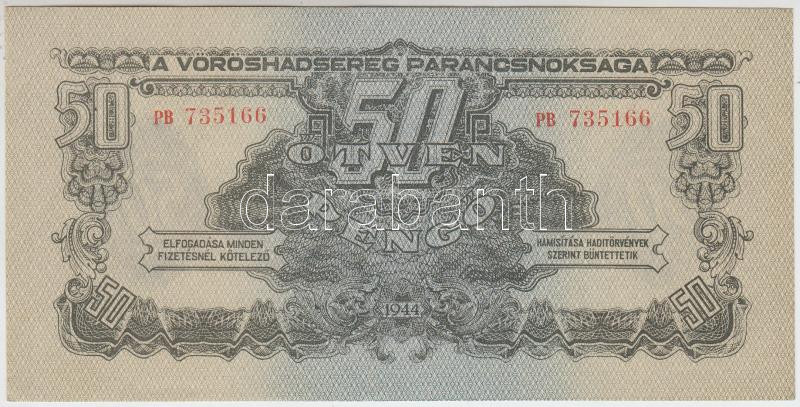 A VÖRÖSHADSEREG PARANCSNOKSÁGA
50 50 50
PB 735166 PB 735166
ÖTVEN
darabanth
PENGŐ
ELFOGADÁSA MINDEN
FIZETÉSNÉL KÖTELEZŐ
HAMISÍTÁSA HADITÖRVÉNYEK
SZERINT BÜNTETTETIK
50 1944 50